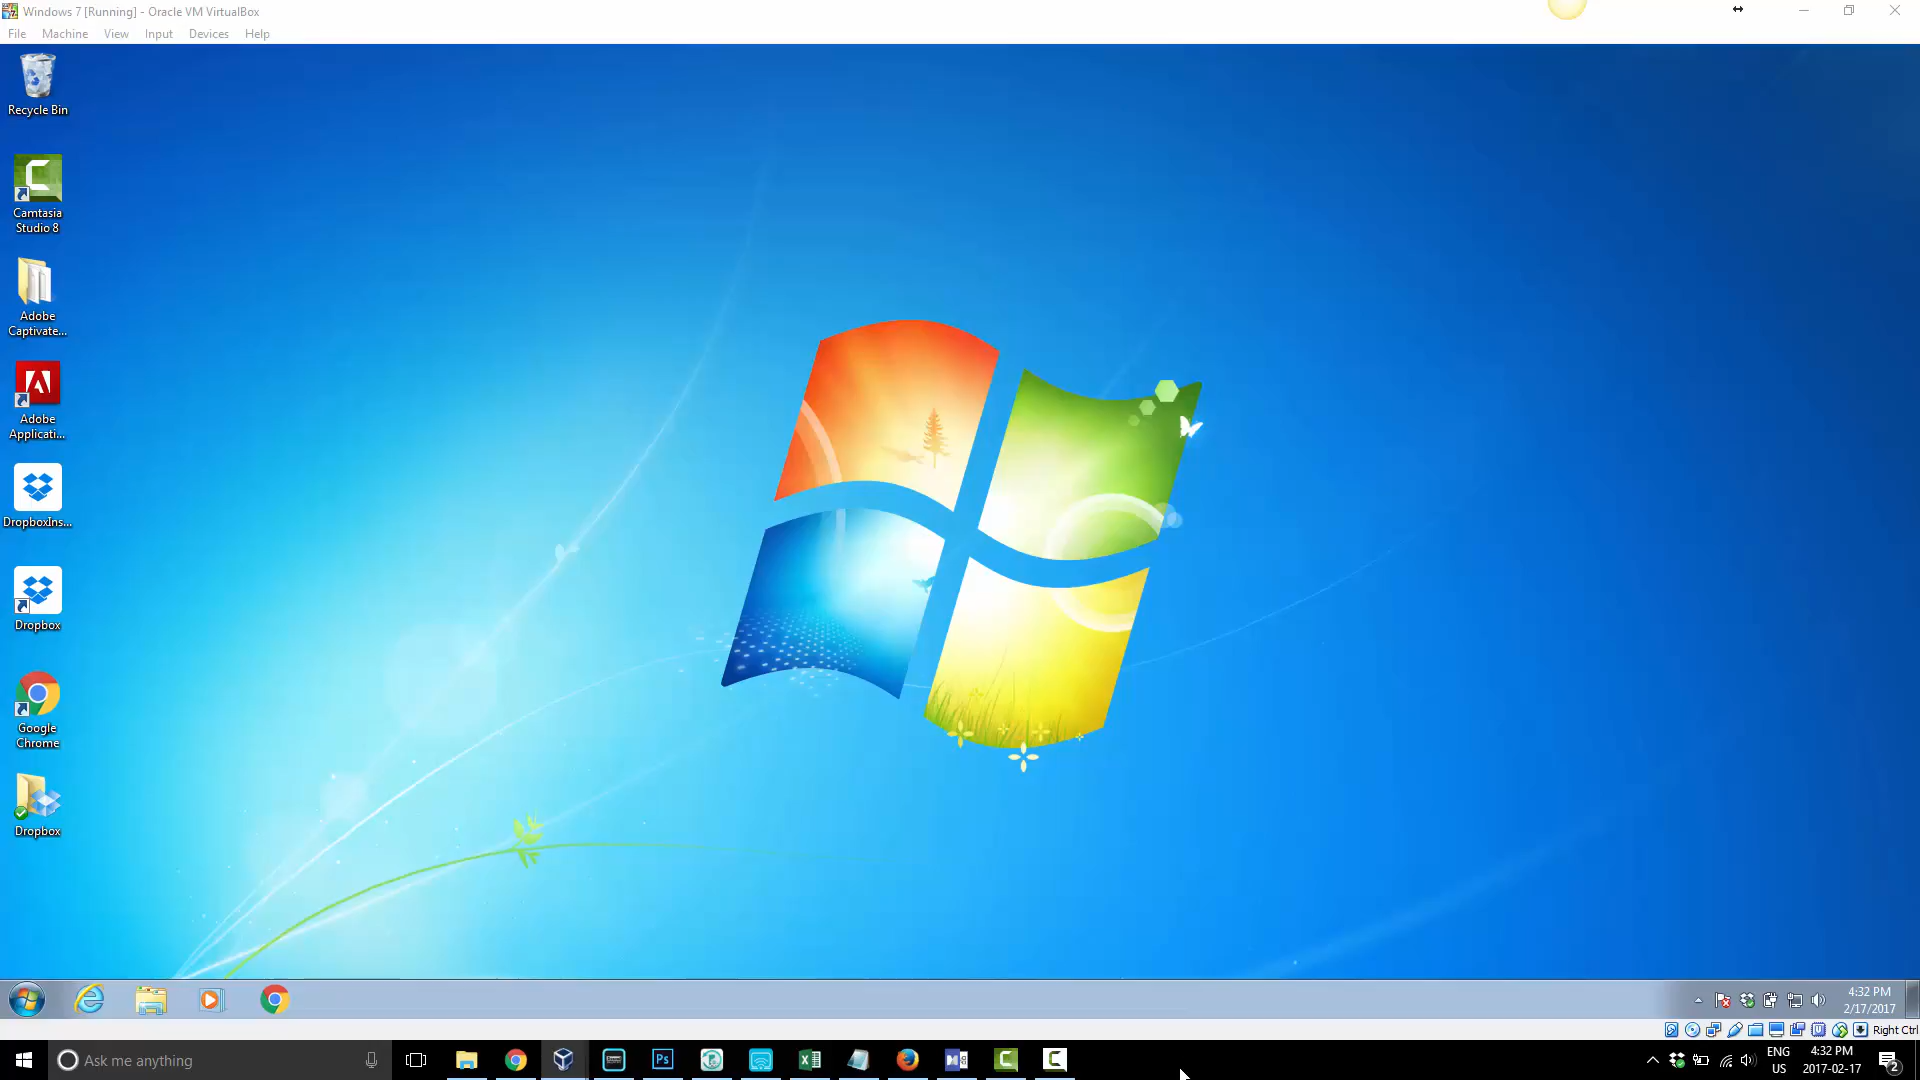 Windows 7 [Running] - Oracle VM VirtualBox
File Machine View Input Devices Help
Recycle Bin
Camtasia
Studio 8
Adobe
Captivate...
Adobe
Applicati...
DropboxIns...
Dropbox
Google
Chrome
Dropbox
4:32 PM
2/17/2017
Right Ctrl
Ask me anything
Ps
ENG
US
4:32 PM
2017-02-17
2